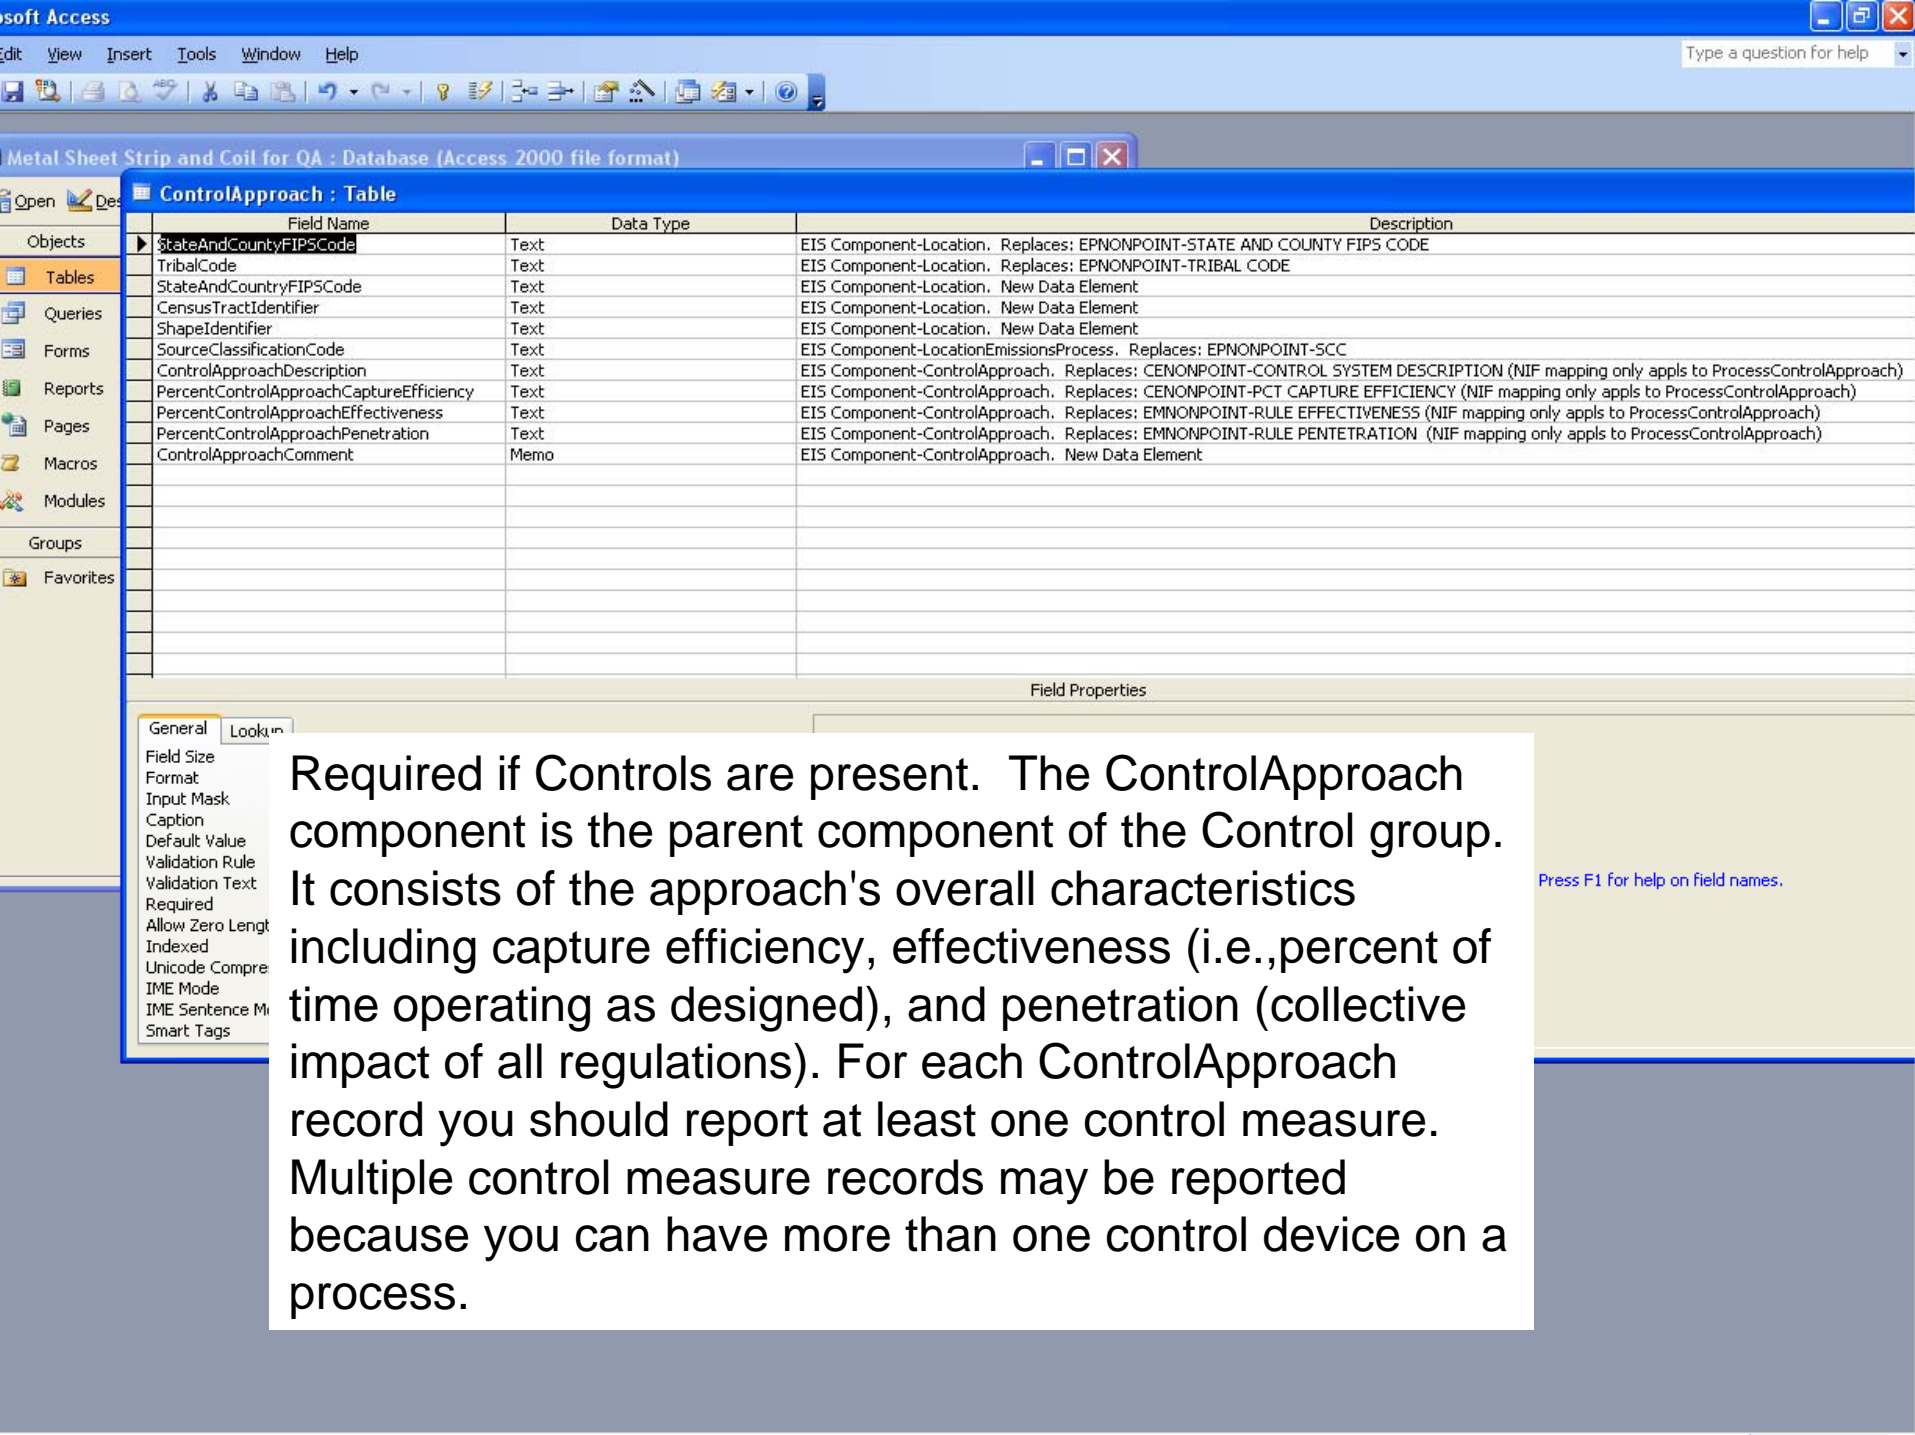 osoft Access
Edit View Insert Tools Window Help
Type a question for help
Metal Sheet Strip and Coil for QA : Database (Access 2000 file format)
Open Des
ControlApproach : Table
Objects
Tables
Queries
Forms
Reports
Pages
Macros
Modules
Groups
Favorites
Field Name Data Type Description
StateAndCountyFIPSCode Text EIS Component-Location. Replaces: EPNONPOINT-STATE AND COUNTY FIPS CODE
TribalCode Text EIS Component-Location. Replaces: EPNONPOINT-TRIBAL CODE
StateAndCountryFIPSCode Text EIS Component-Location. New Data Element
CensusTractIdentifier Text EIS Component-Location. New Data Element
ShapeIdentifier Text EIS Component-Location. New Data Element
SourceClassificationCode Text EIS Component-LocationEmissionsProcess. Replaces: EPNONPOINT-SCC
ControlApproachDescription Text EIS Component-ControlApproach. Replaces: CENONPOINT-CONTROL SYSTEM DESCRIPTION (NIF mapping only appls to ProcessControlApproach)
PercentControlApproachCaptureEfficiency Text EIS Component-ControlApproach. Replaces: CENONPOINT-PCT CAPTURE EFFICIENCY (NIF mapping only appls to ProcessControlApproach)
PercentControlApproachEffectiveness Text EIS Component-ControlApproach. Replaces: EMNONPOINT-RULE EFFECTIVENESS (NIF mapping only appls to ProcessControlApproach)
PercentControlApproachPenetration Text EIS Component-ControlApproach. Replaces: EMNONPOINT-RULE PENTETRATION (NIF mapping only appls to ProcessControlApproach)
ControlApproachComment Memo EIS Component-ControlApproach. New Data Element
Field Properties
General Lookup
Field Size
Format
Input Mask
Caption
Default Value
Validation Rule
Validation Text
Required
Allow Zero Lengt
Indexed
Unicode Compre
IME Mode
IME Sentence M
Smart Tags
Press F1 for help on field names.
Required if Controls are present. The ControlApproach
component is the parent component of the Control group.
It consists of the approach's overall characteristics
including capture efficiency, effectiveness (i.e.,percent of
time operating as designed), and penetration (collective
impact of all regulations). For each ControlApproach
record you should report at least one control measure.
Multiple control measure records may be reported
because you can have more than one control device on a
process.